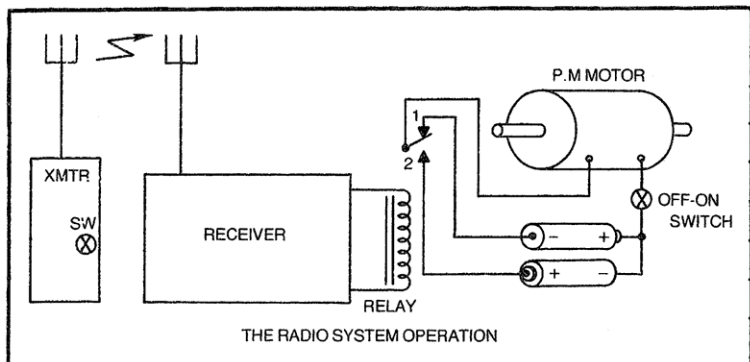 P.M MOTOR
1
2
XMTR
SW
RECEIVER
RELAY
OFF-ON
SWITCH
- +
+ -
THE RADIO SYSTEM OPERATION